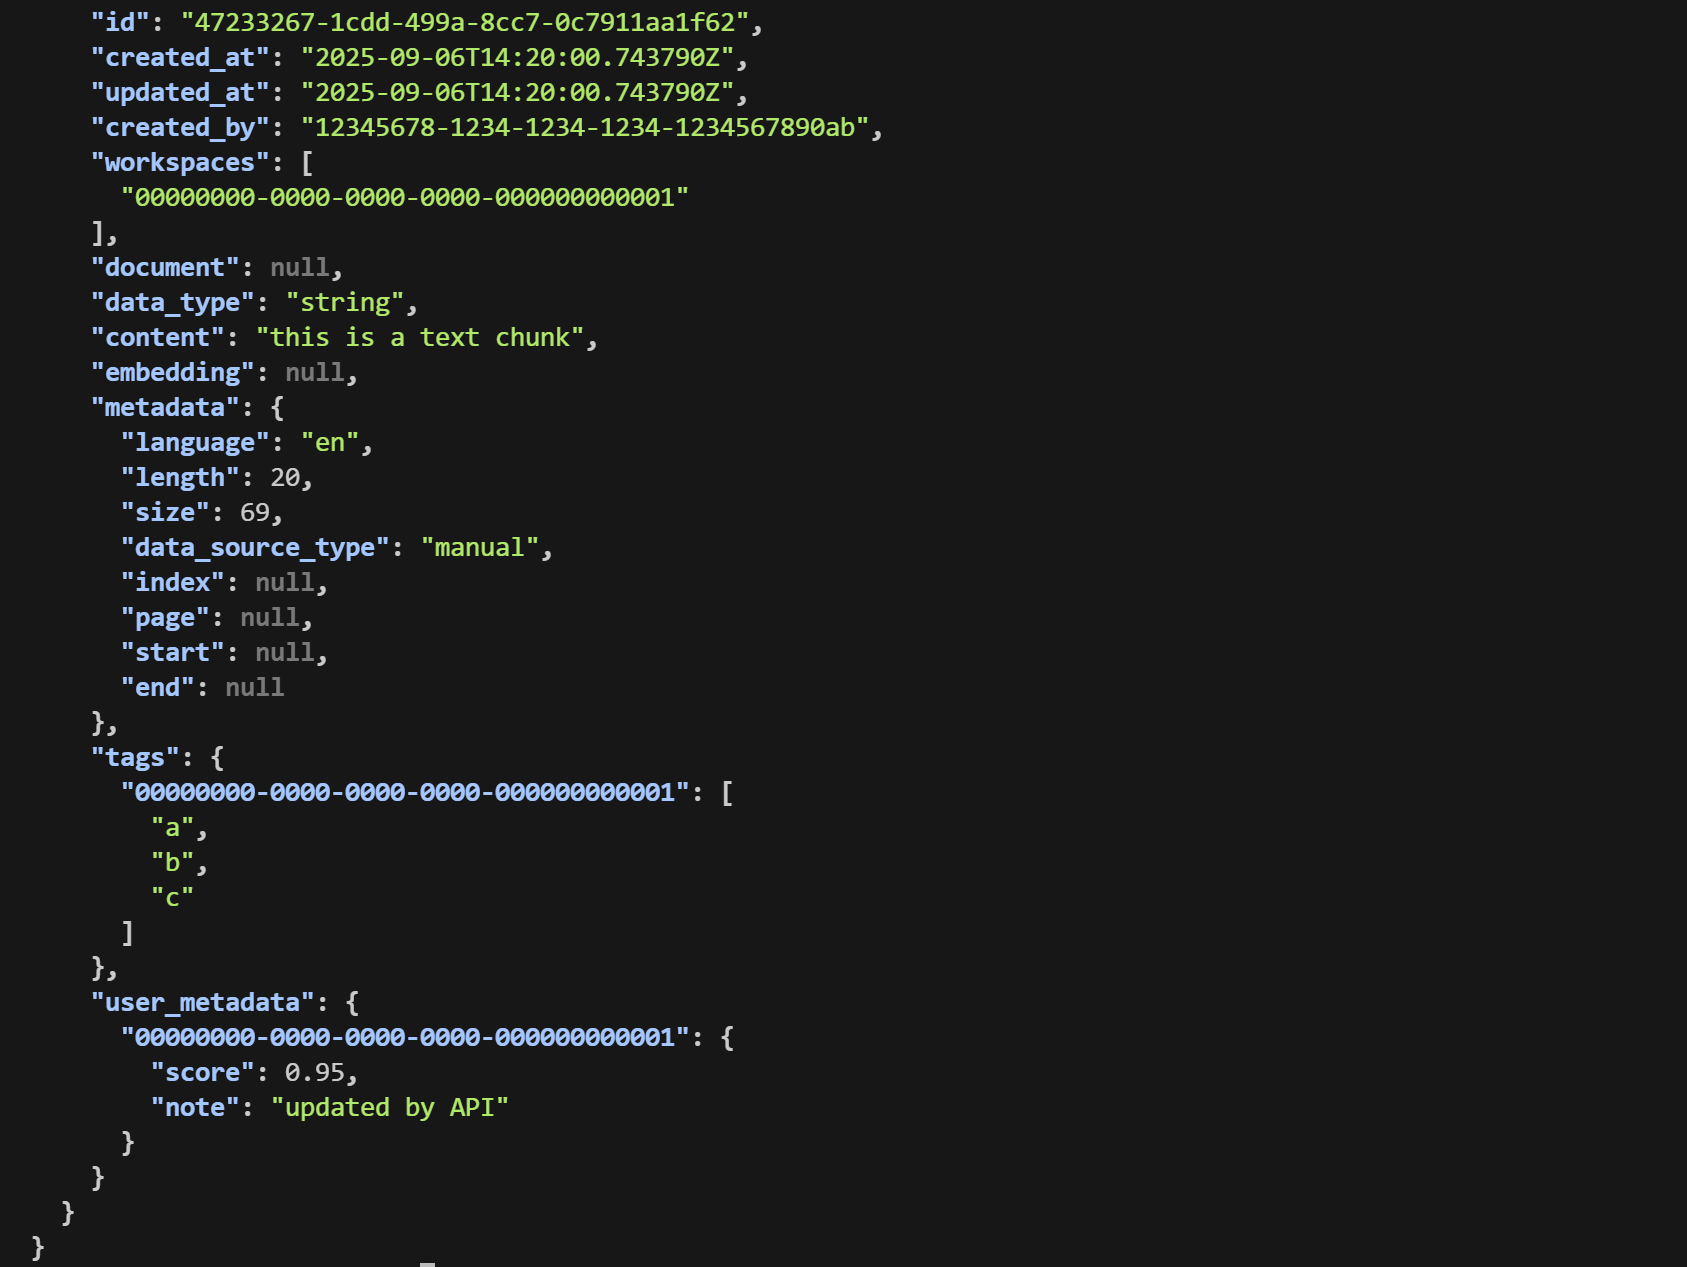 "id": "47233267-1cdd-499a-8cc7-0c7911aa1f62",
"created_at": "2025-09-06T14:20:00.743790Z",
"updated_at": "2025-09-06T14:20:00.743790Z",
"created_by": "12345678-1234-1234-1234-1234567890ab",
"workspaces": [
"00000000-0000-0000-0000-000000000001"
],
"document": null,
"data_type": "string",
"content": "this is a text chunk",
"embedding": null,
"metadata": {
"language": "en",
"length": 20,
"size": 69,
"data_source_type": "manual",
"index": null,
"page": null,
"start": null,
"end": null
},
"tags": {
"00000000-0000-0000-0000-000000000001": [
"a",
"b",
"c"
]
},
"user_metadata": {
"00000000-0000-0000-0000-000000000001": {
"score": 0.95,
"note": "updated by API"
}
}
}
}